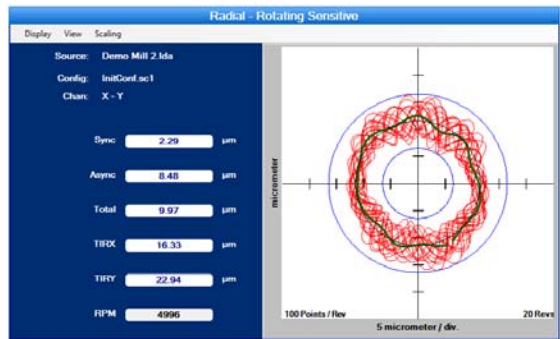 Radial - Rotating Sensitive
Display View Scaling
Source: Demo Mill 2.lda
Config: InitConf.sc1
Chan: X - Y
Sync 2.29 µm
Async 8.48 µm
Total 9.97 µm
TIRX 16.33 µm
TIRY 22.94 µm
RPM 4996
micrometer
100 Points / Rev 20 Revs
5 micrometer / div.